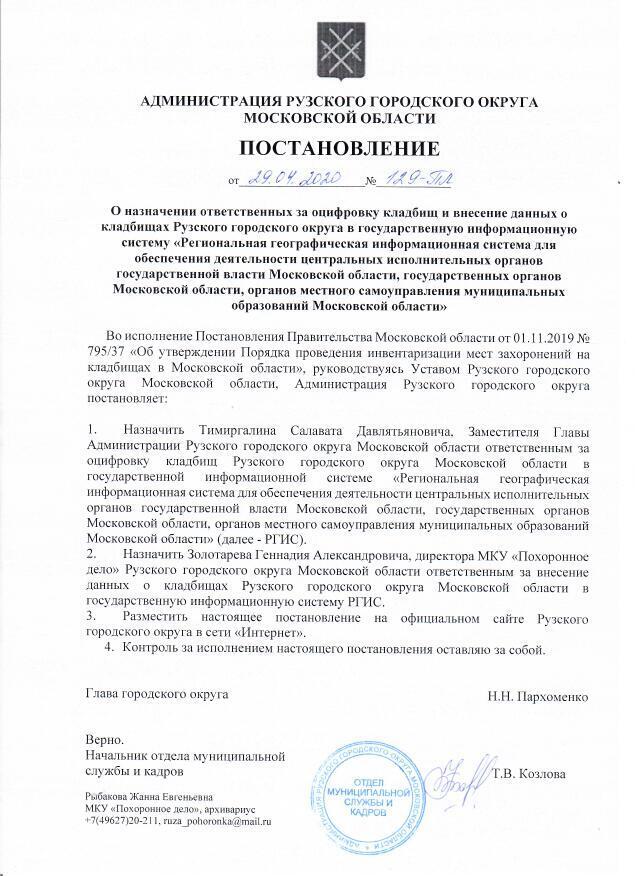 АДМИНИСТРАЦИЯ РУЗСКОГО ГОРОДСКОГО ОКРУГА
МОСКОВСКОЙ ОБЛАСТИ
ПОСТАНОВЛЕНИЕ
от 29.04.2020 № 129-ПЛ
О назначении ответственных за оцифровку кладбищ и внесение данных о
кладбищах Рузского городского округа в государственную информационную
систему «Региональная географическая информационная система для
обеспечения деятельности центральных исполнительных органов
государственной власти Московской области, государственных органов
Московской области, органов местного самоуправления муниципальных
образований Московской области»
Во исполнение Постановления Правительства Московской области от 01.11.2019 №
795/37 «Об утверждении Порядка проведения инвентаризации мест захоронений на
кладбищах в Московской области», руководствуясь Уставом Рузского городского
округа Московской области, Администрация Рузского городского округа
постановляет:
1. Назначить Тимиргалина Салавата Давлятьяновича, Заместителя Главы
Администрации Рузского городского округа Московской области ответственным за
оцифровку кладбищ Рузского городского округа Московской области в
государственной информационной системе «Региональная географическая
информационная система для обеспечения деятельности центральных исполнительных
органов государственной власти Московской области, государственных органов
Московской области, органов местного самоуправления муниципальных образований
Московской области» (далее - РГИС).
2. Назначить Золотарева Геннадия Александровича, директора МКУ «Похоронное
дело» Рузского городского округа Московской области ответственным за внесение
данных о кладбищах Рузского городского округа Московской области в
государственную информационную систему РГИС.
3. Разместить настоящее постановление на официальном сайте Рузского
городского округа в сети «Интернет».
4. Контроль за исполнением настоящего постановления оставляю за собой.
Глава городского округа Н.Н. Пархоменко
Верно.
Начальник отдела муниципальной
службы и кадров Т.В. Козлова
АДМИНИСТРАЦИЯ РУЗСКОГО ГОРОДСКОГО ОКРУГА МОСКОВСКОЙ ОБЛАСТИ
ОТДЕЛ
МУНИЦИПАЛЬНОЙ
СЛУЖБЫ И
КАДРОВ
Рыбакова Жанна Евгеньевна
МКУ «Похоронное дело», архивариус
+7(49627)20-211, ruza_pohoronka@mail.ru